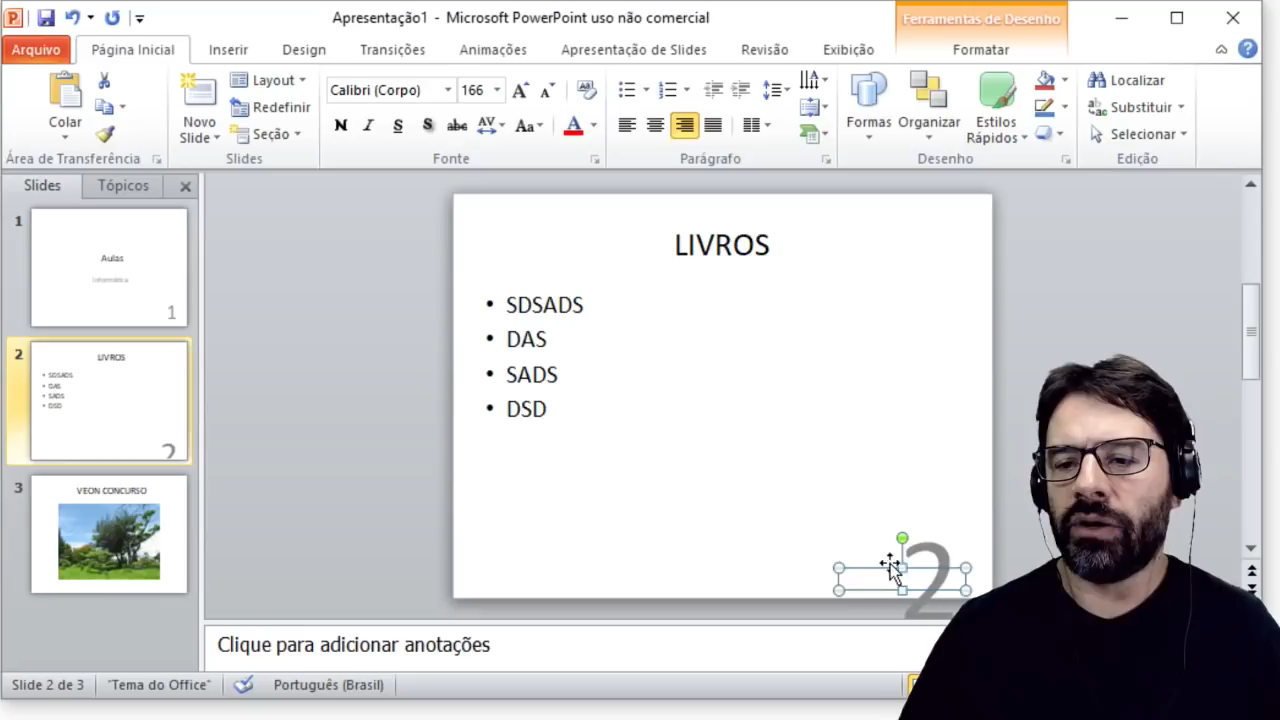 Apresentação1 - Microsoft PowerPoint uso não comercial
Ferramentas de Desenho
Arquivo
Página Inicial
Inserir
Design
Transições
Animações
Apresentação de Slides
Revisão
Exibição
Formatar
Colar
Área de Transferência
Novo
Slide
Layout
Redefinir
Seção
Slides
Calibri (Corpo)
166
N I S S abc AV Aa A
Fonte
Parágrafo
Formas
Organizar
Estilos
Rápidos
Desenho
Localizar
Substituir
Selecionar
Edição
Slides
Tópicos
1
Aulas
Informática
1
2
LIVROS
• SDSADS
• DAS
• SADS
• DSD
2
3
VEON CONCURSO
LIVROS
• SDSADS
• DAS
• SADS
• DSD
2
Clique para adicionar anotações
Slide 2 de 3
"Tema do Office"
Português (Brasil)